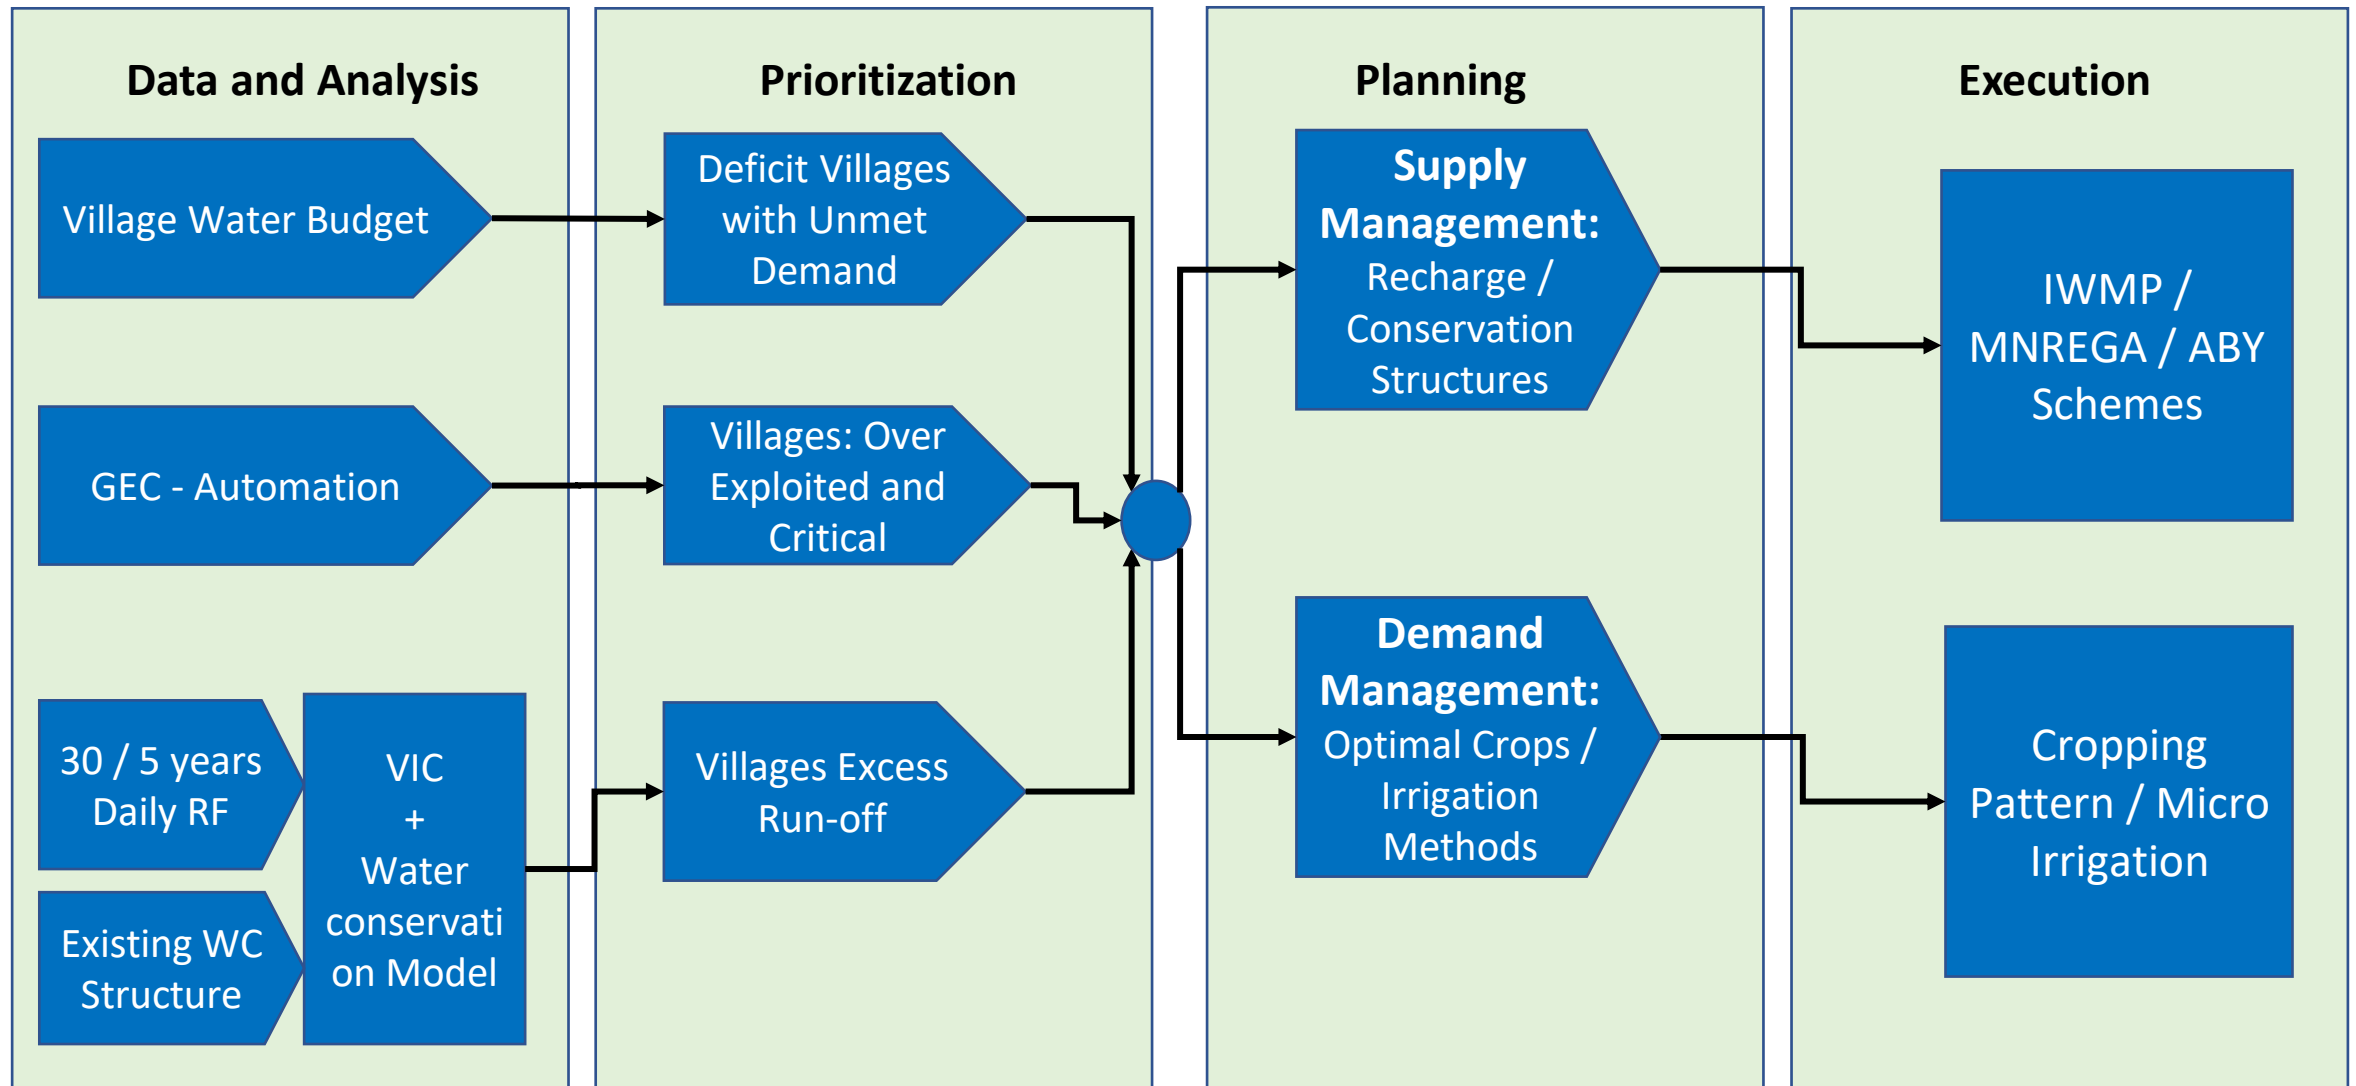 Data and Analysis
Village Water Budget
GEC - Automation
30 / 5 years
Daily RF
Existing WC
Structure
VIC
+
Water
conservati
on Model
Prioritization
Deficit Villages
with Unmet
Demand
Villages: Over
Exploited and
Critical
Villages Excess
Run-off
Planning
Supply
Management:
Recharge /
Conservation
Structures
Demand
Management:
Optimal Crops /
Irrigation
Methods
Execution
IWMP /
MNREGA / ABY
Schemes
Cropping
Pattern / Micro
Irrigation